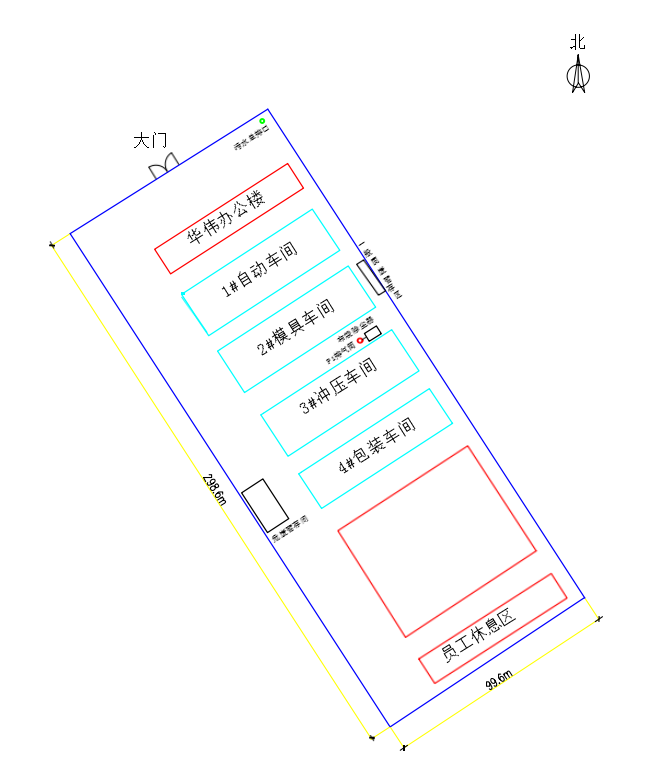 北
大门
华伟办公楼
1#自动车间
2#模具车间
3#冲压车间
4#包装车间
298.6m
员工休息区
99.6m